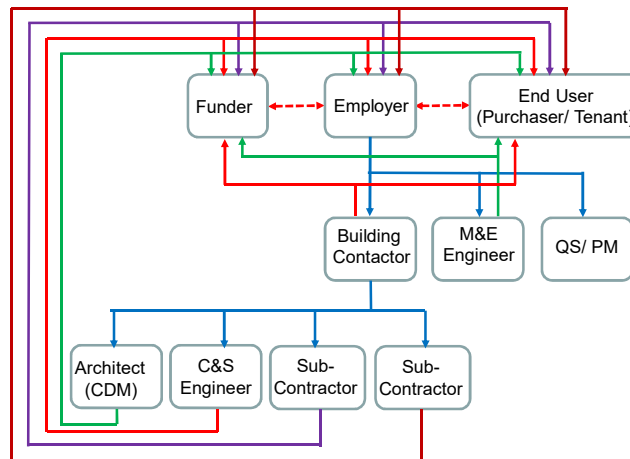 Funder
Employer
End User
(Purchaser/ Tenant)
Building
Contactor
M&E
Engineer
QS/ PM
Architect
(CDM)
C&S
Engineer
Sub-
Contractor
Sub-
Contractor